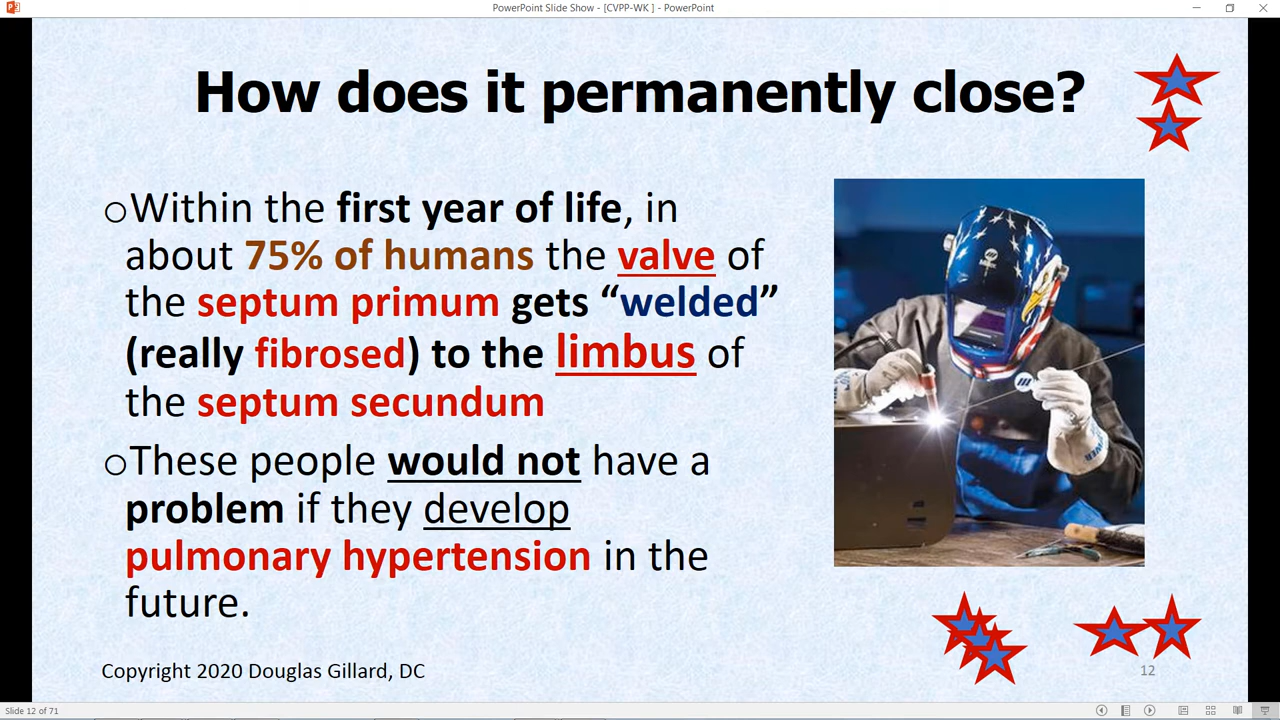 PowerPoint Slide Show - [CVPP-WK ] - PowerPoint
How does it permanently close?
oWithin the first year of life, in
about 75% of humans the valve of
the septum primum gets “welded”
(really fibrosed) to the limbus of
the septum secundum
oThese people would not have a
problem if they develop
pulmonary hypertension in the
future.
Copyright 2020 Douglas Gillard, DC
12
Slide 12 of 71